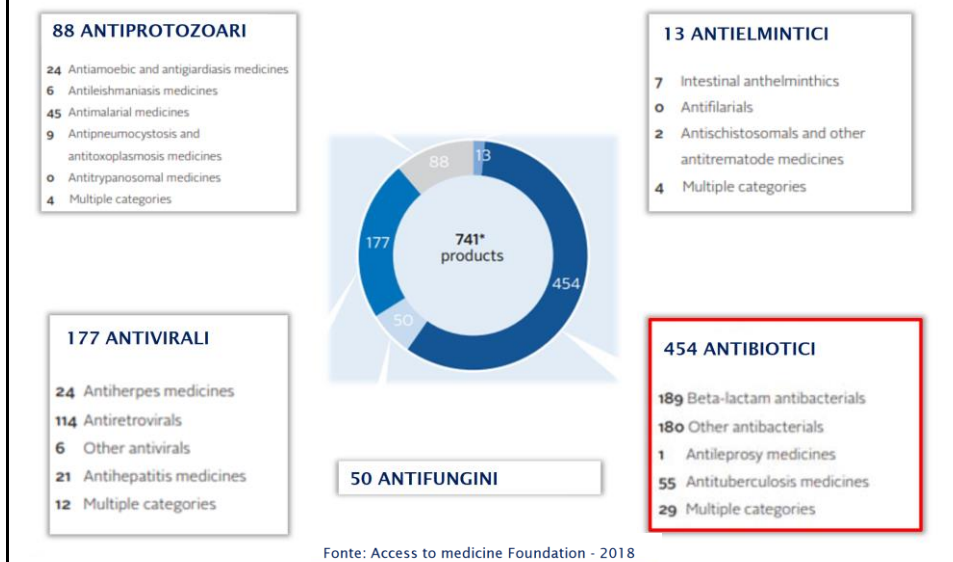 88 ANTIPROTOZOARI
24 Antiamoebic and antigiardiasis medicines
6 Antileishmaniasis medicines
45 Antimalarial medicines
9 Antipneumocystosis and
antitoxoplasmosis medicines
0 Antitrypanosomal medicines
4 Multiple categories
13 ANTIELMINTICI
7 Intestinal anthelminthics
0 Antifilarials
2 Antischistosomals and other
antitrematode medicines
4 Multiple categories
88
13
177
741*
products
454
50
177 ANTIVIRALI
24 Antiherpes medicines
114 Antiretrovirals
6 Other antivirals
21 Antihepatitis medicines
12 Multiple categories
50 ANTIFUNGINI
454 ANTIBIOTICI
189 Beta-lactam antibacterials
180 Other antibacterials
1 Antileprosy medicines
55 Antituberculosis medicines
29 Multiple categories
Fonte: Access to medicine Foundation - 2018